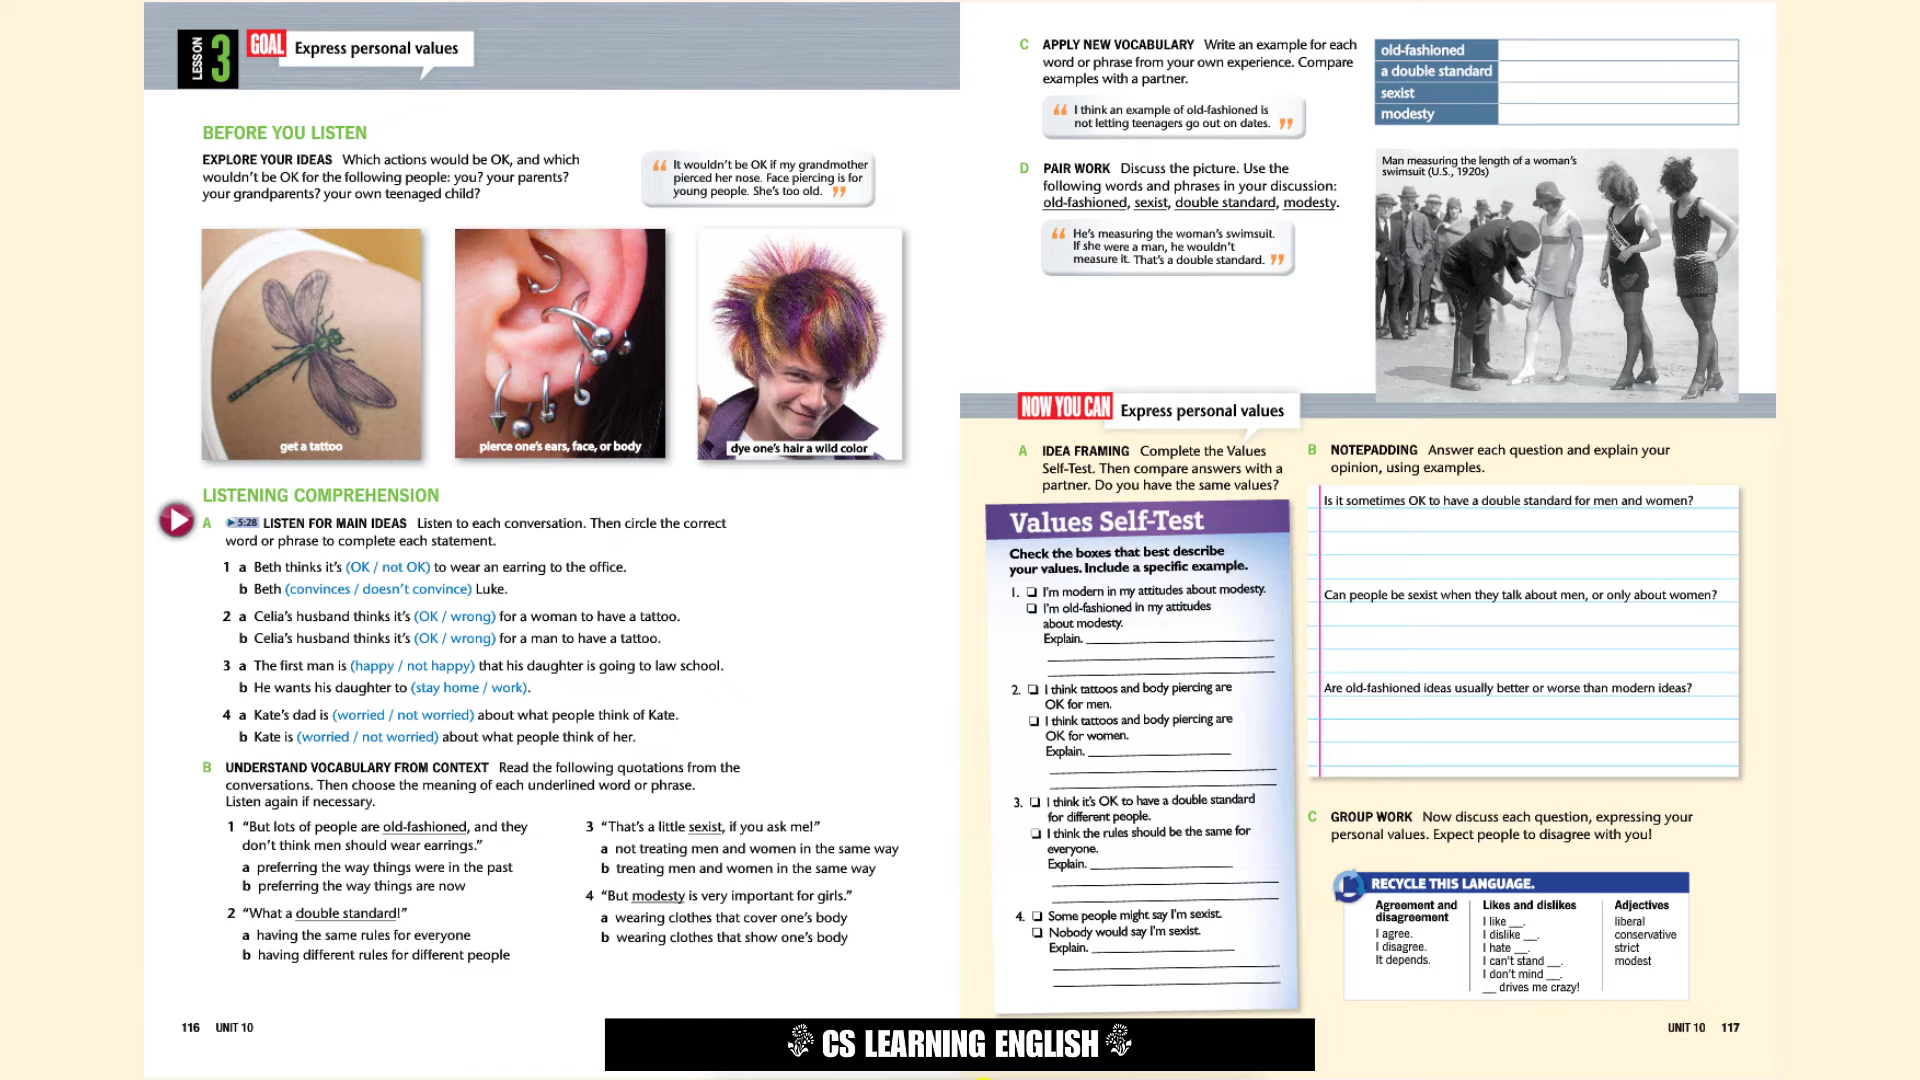 LESSON 3
GOAL Express personal values
BEFORE YOU LISTEN
EXPLORE YOUR IDEAS Which actions would be OK, and which
wouldn't be OK for the following people: you? your parents?
your grandparents? your own teenaged child?
“ It wouldn't be OK if my grandmother
pierced her nose. Face piercing is for
young people. She's too old. ”
get a tattoo
pierce one's ears, face, or body
dye one's hair a wild color
LISTENING COMPREHENSION
A 5:28 LISTEN FOR MAIN IDEAS Listen to each conversation. Then circle the correct
word or phrase to complete each statement.
1 a Beth thinks it's (OK / not OK) to wear an earring to the office.
b Beth (convinces / doesn't convince) Luke.
2 a Celia's husband thinks it's (OK / wrong) for a woman to have a tattoo.
b Celia's husband thinks it's (OK / wrong) for a man to have a tattoo.
3 a The first man is (happy / not happy) that his daughter is going to law school.
b He wants his daughter to (stay home / work).
4 a Kate's dad is (worried / not worried) about what people think of Kate.
b Kate is (worried / not worried) about what people think of her.
B UNDERSTAND VOCABULARY FROM CONTEXT Read the following quotations from the
conversations. Then choose the meaning of each underlined word or phrase.
Listen again if necessary.
1 “But lots of people are old-fashioned, and they
don't think men should wear earrings.”
a preferring the way things were in the past
b preferring the way things are now
2 “What a double standard!”
a having the same rules for everyone
b having different rules for different people
3 “That's a little sexist, if you ask me!”
a not treating men and women in the same way
b treating men and women in the same way
4 “But modesty is very important for girls.”
a wearing clothes that cover one's body
b wearing clothes that show one's body
116 UNIT 10
C APPLY NEW VOCABULARY Write an example for each
word or phrase from your own experience. Compare
examples with a partner.
“ I think an example of old-fashioned is
not letting teenagers go out on dates. ”
old-fashioned
a double standard
sexist
modesty
D PAIR WORK Discuss the picture. Use the
following words and phrases in your discussion:
old-fashioned, sexist, double standard, modesty.
“ He's measuring the woman's swimsuit.
If she were a man, he wouldn't
measure it. That's a double standard. ”
Man measuring the length of a woman's
swimsuit (U.S., 1920s)
NOW YOU CAN Express personal values
A IDEA FRAMING Complete the Values
Self-Test. Then compare answers with a
partner. Do you have the same values?
Values Self-Test
Check the boxes that best describe
your values. Include a specific example.
1. ❑ I'm modern in my attitudes about modesty.
❑ I'm old-fashioned in my attitudes
about modesty.
Explain.
2. ❑ I think tattoos and body piercing are
OK for men.
❑ I think tattoos and body piercing are
OK for women.
Explain.
3. ❑ I think it's OK to have a double standard
for different people.
❑ I think the rules should be the same for
everyone.
Explain.
4. ❑ Some people might say I'm sexist.
❑ Nobody would say I'm sexist.
Explain.
B NOTEPADDING Answer each question and explain your
opinion, using examples.
Is it sometimes OK to have a double standard for men and women?
Can people be sexist when they talk about men, or only about women?
Are old-fashioned ideas usually better or worse than modern ideas?
C GROUP WORK Now discuss each question, expressing your
personal values. Expect people to disagree with you!
RECYCLE THIS LANGUAGE.
Agreement and
disagreement
I agree.
I disagree.
It depends.
Likes and dislikes
I like __.
I dislike __.
I hate __.
I can't stand __.
I don't mind __.
__ drives me crazy!
Adjectives
liberal
conservative
strict
modest
UNIT 10 117
CS LEARNING ENGLISH